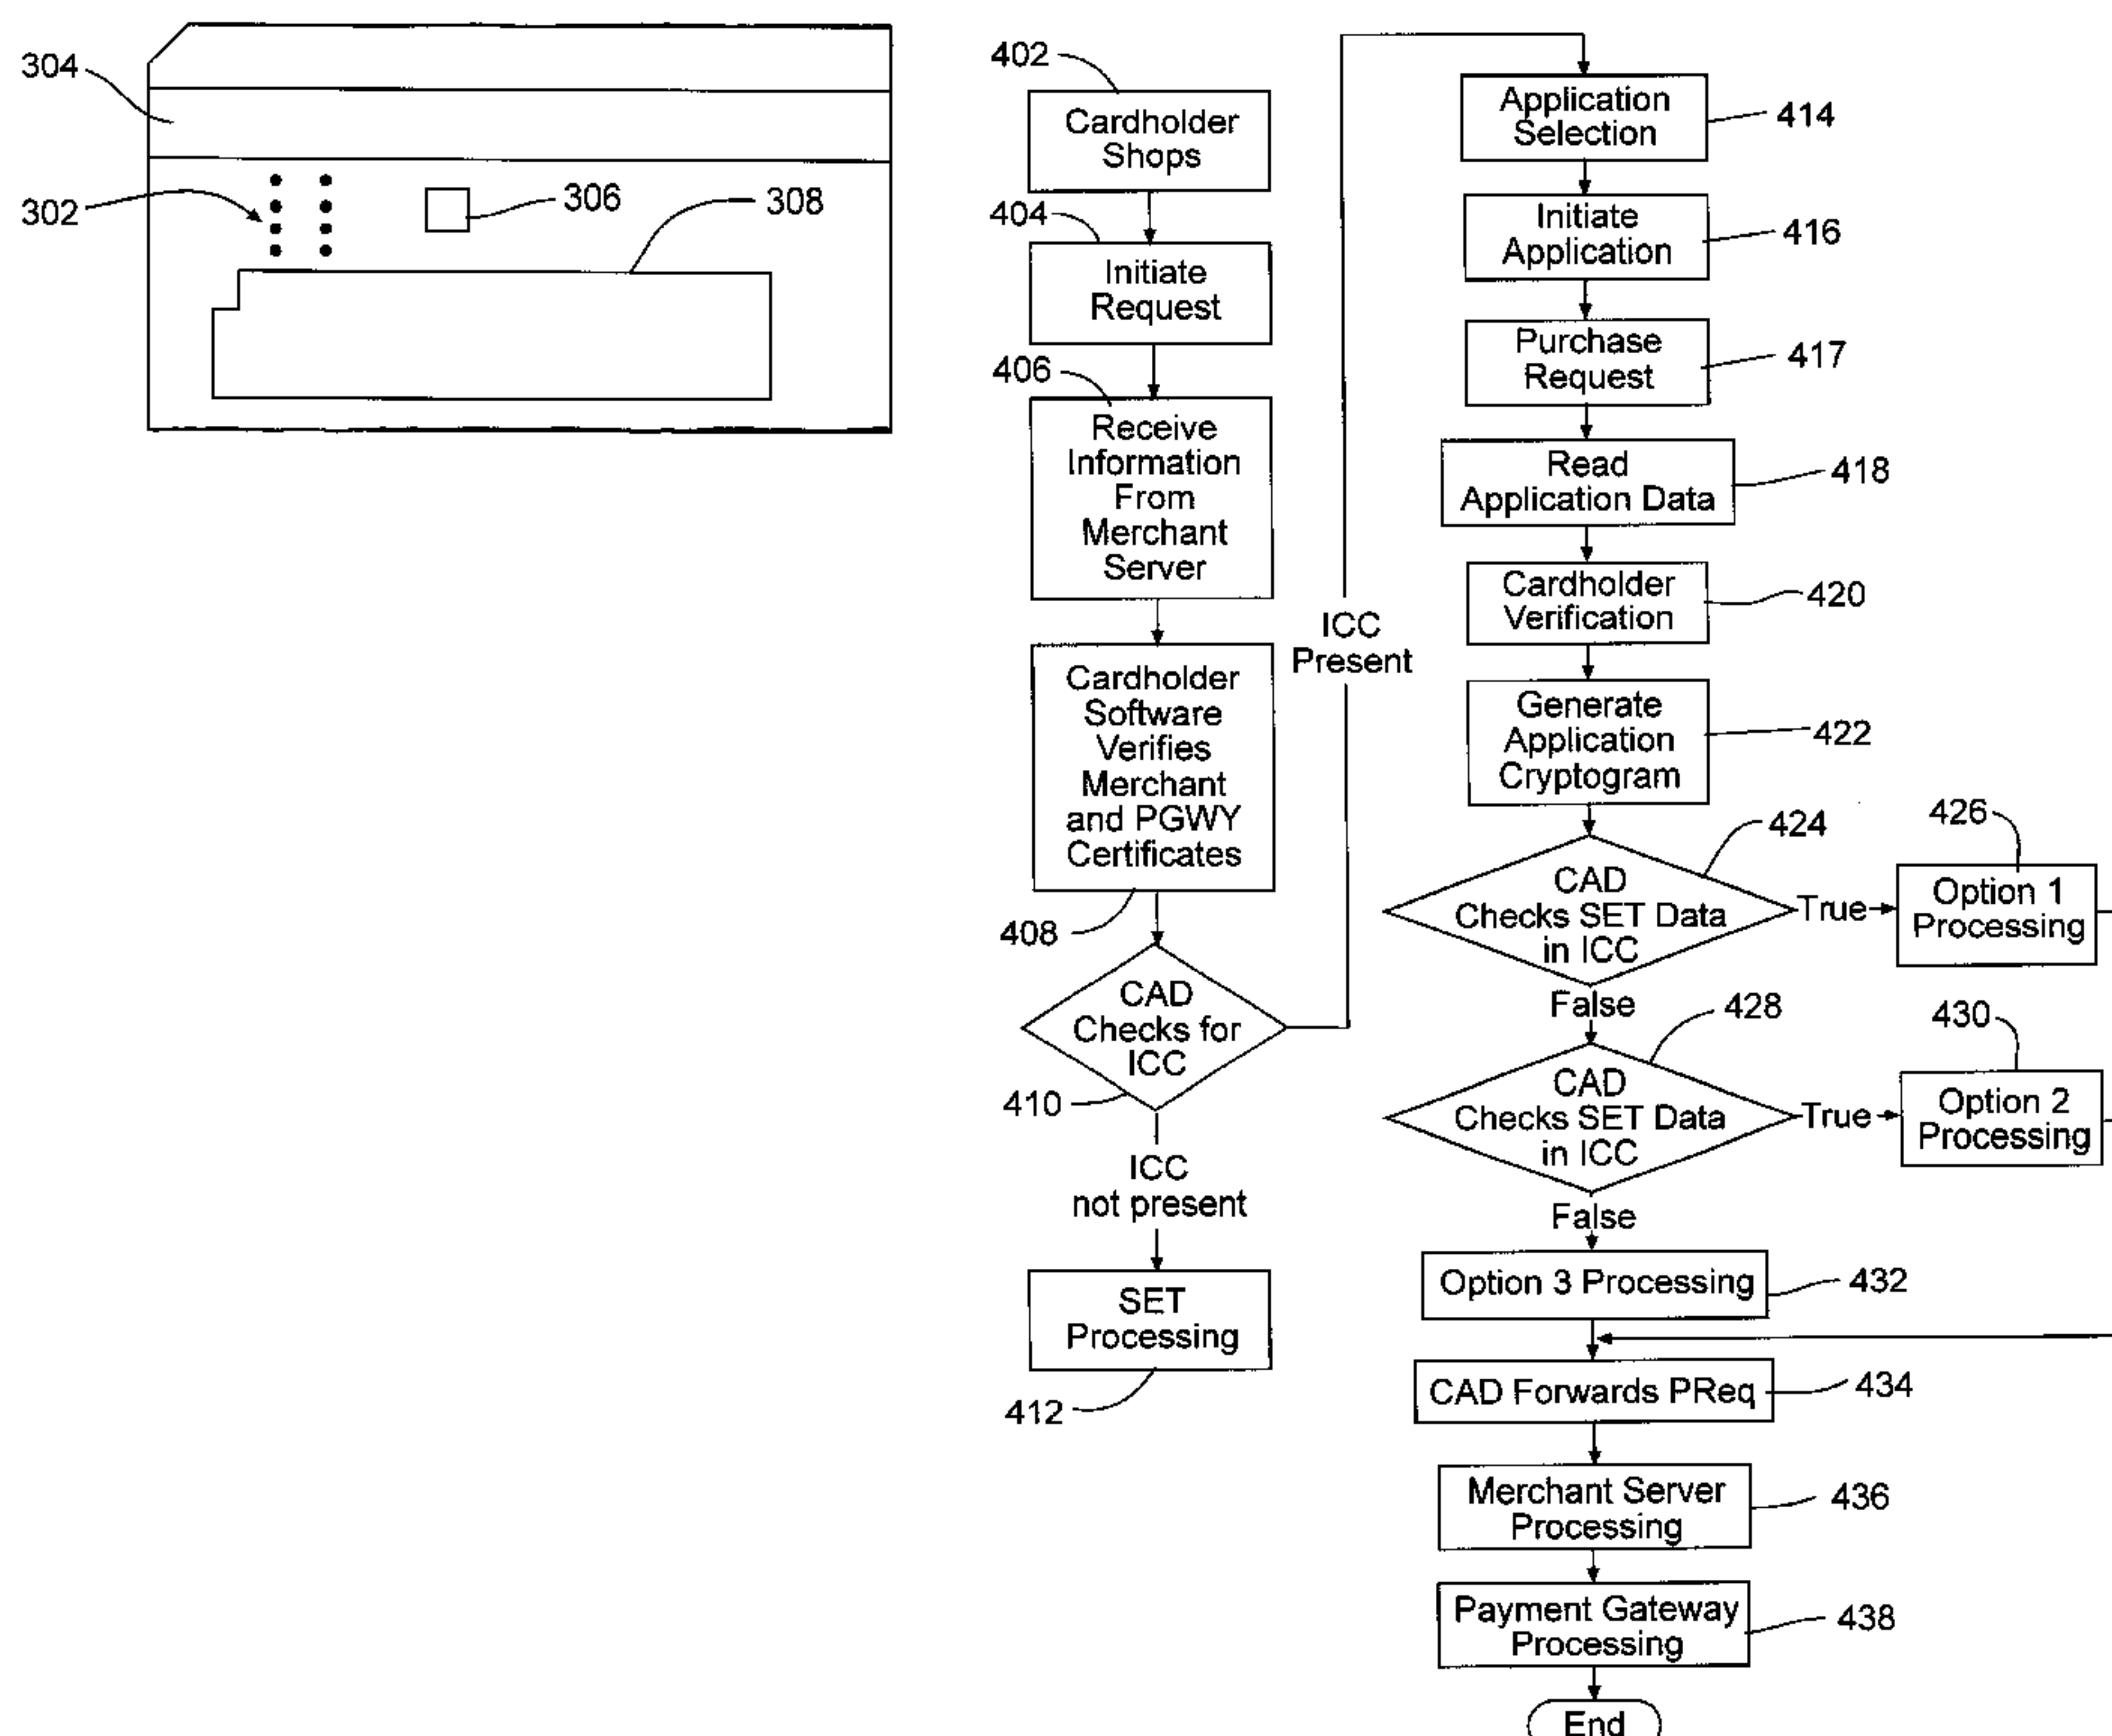 304
302
306
308
402
Cardholder
Shops
404
Initiate
Request
406
Receive
Information
From
Merchant
Server
Cardholder
Software
Verifies
Merchant
and PGWY
Certificates
408
CAD
Checks for
ICC
410
ICC
not present
SET
Processing
412
ICC
Present
Application
Selection
414
Initiate
Application
416
Purchase
Request
417
Read
Application Data
418
Cardholder
Verification
420
Generate
Application
Cryptogram
422
424
CAD
Checks SET Data
in ICC
True
426
Option 1
Processing
False
428
CAD
Checks SET Data
in ICC
True
430
Option 2
Processing
False
Option 3 Processing
432
CAD Forwards PReq
434
Merchant Server
Processing
436
Payment Gateway
Processing
438
End